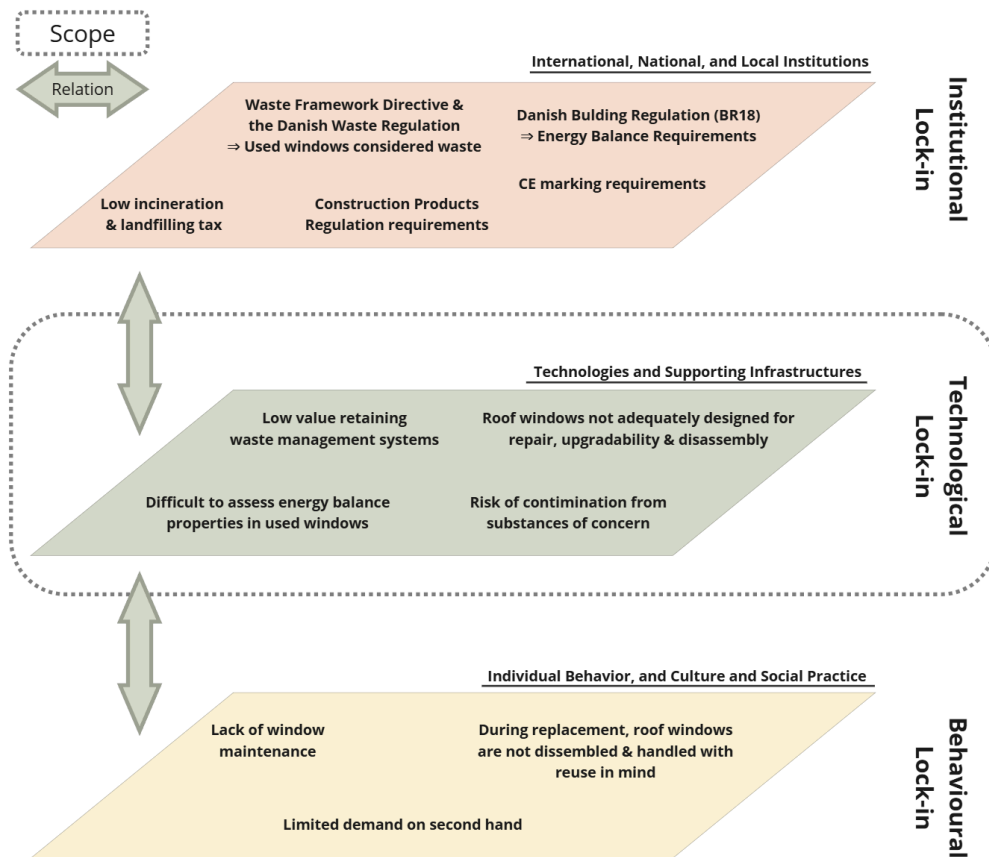 Scope
Relation
International, National, and Local Institutions
Waste Framework Directive &
the Danish Waste Regulation
⇒ Used windows considered waste
Danish Bulding Regulation (BR18)
⇒ Energy Balance Requirements
CE marking requirements
Low incineration
& landfilling tax
Construction Products
Regulation requirements
Institutional
Lock-in
Technologies and Supporting Infrastructures
Low value retaining
waste management systems
Roof windows not adequately designed for
repair, upgradability & disassembly
Difficult to assess energy balance
properties in used windows
Risk of contimination from
substances of concern
Technological
Lock-in
Individual Behavior, and Culture and Social Practice
Lack of window
maintenance
During replacement, roof windows
are not dissembled & handled with
reuse in mind
Limited demand on second hand
Behavioural
Lock-in